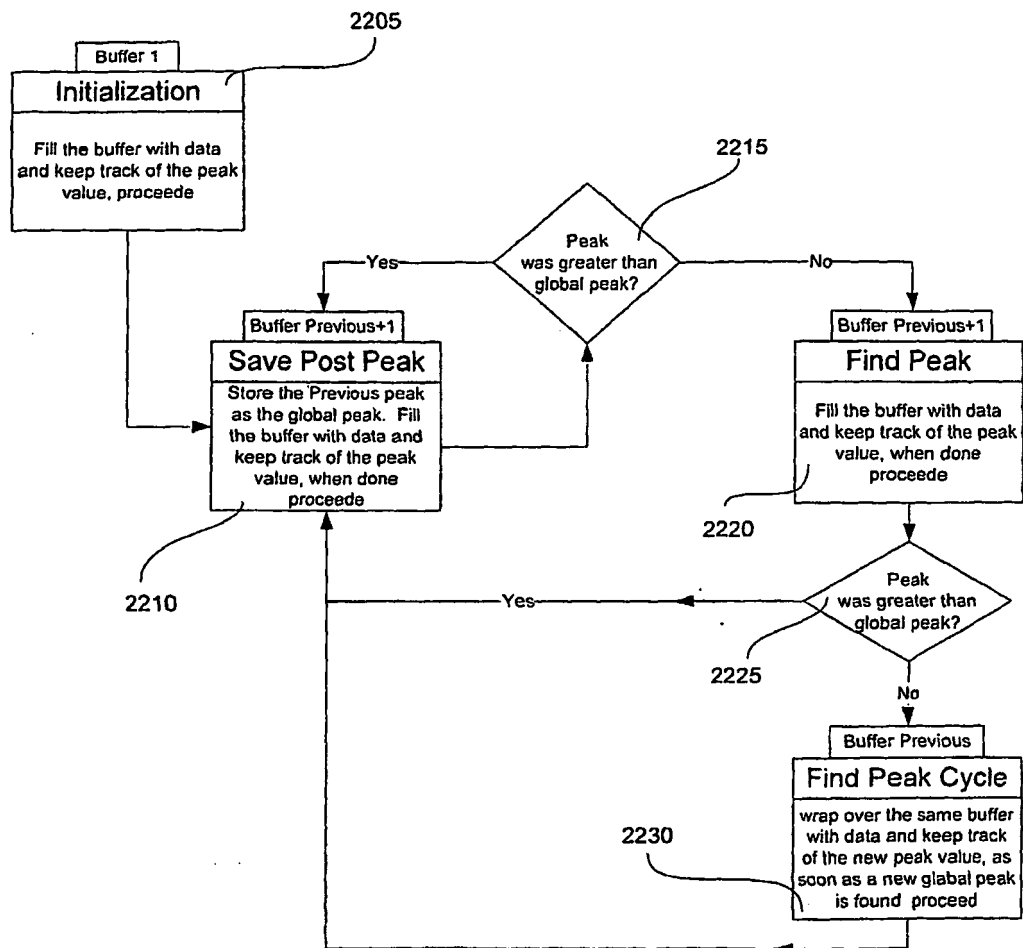 2205
Buffer 1
Initialization
Fill the buffer with data
and keep track of the peak
value, proceede
2215
Peak
was greater than
global peak?
Yes
No
Buffer Previous+1
Save Post Peak
Store the Previous peak
as the global peak. Fill
the buffer with data and
keep track of the peak
value, when done
proceede
2210
Buffer Previous+1
Find Peak
Fill the buffer with data
and keep track of the peak
value, when done
proceede
2220
Peak
was greater than
global peak?
Yes
2225
No
Buffer Previous
Find Peak Cycle
wrap over the same buffer
with data and keep track
of the new peak value, as
soon as a new glabal peak
is found proceed
2230